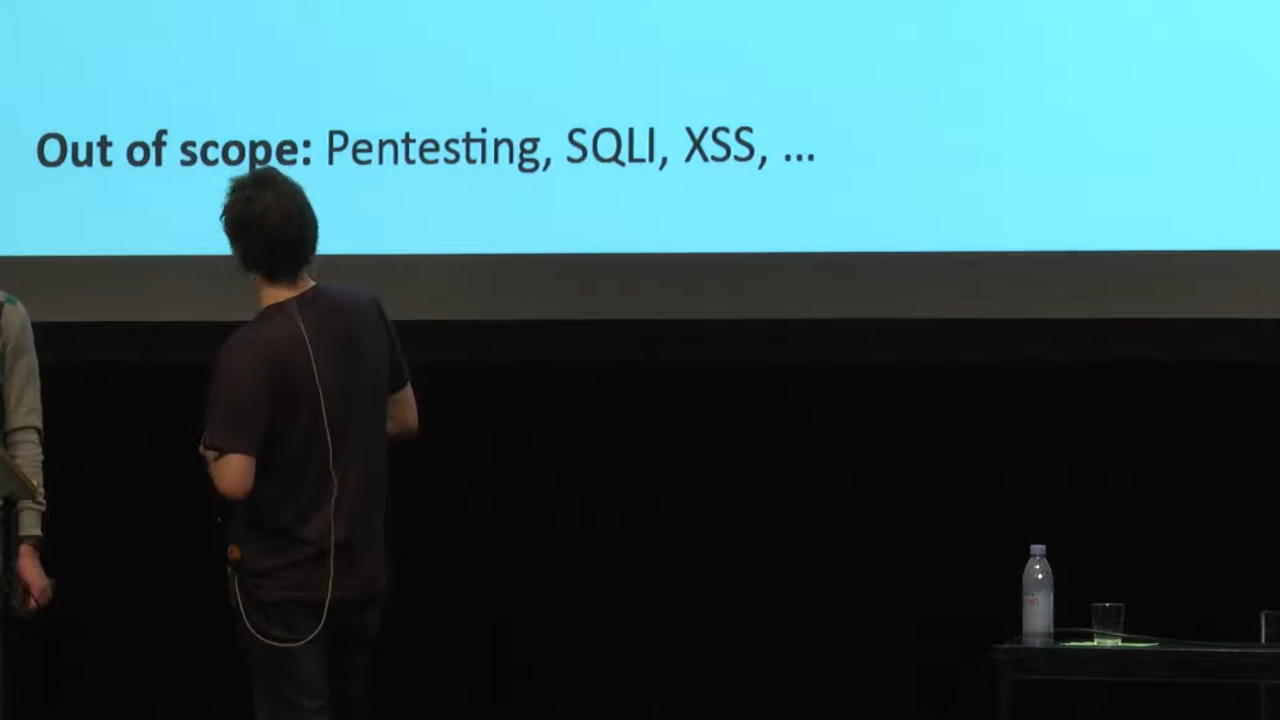 Out of scope: Pentesting, SQLI, XSS, ...